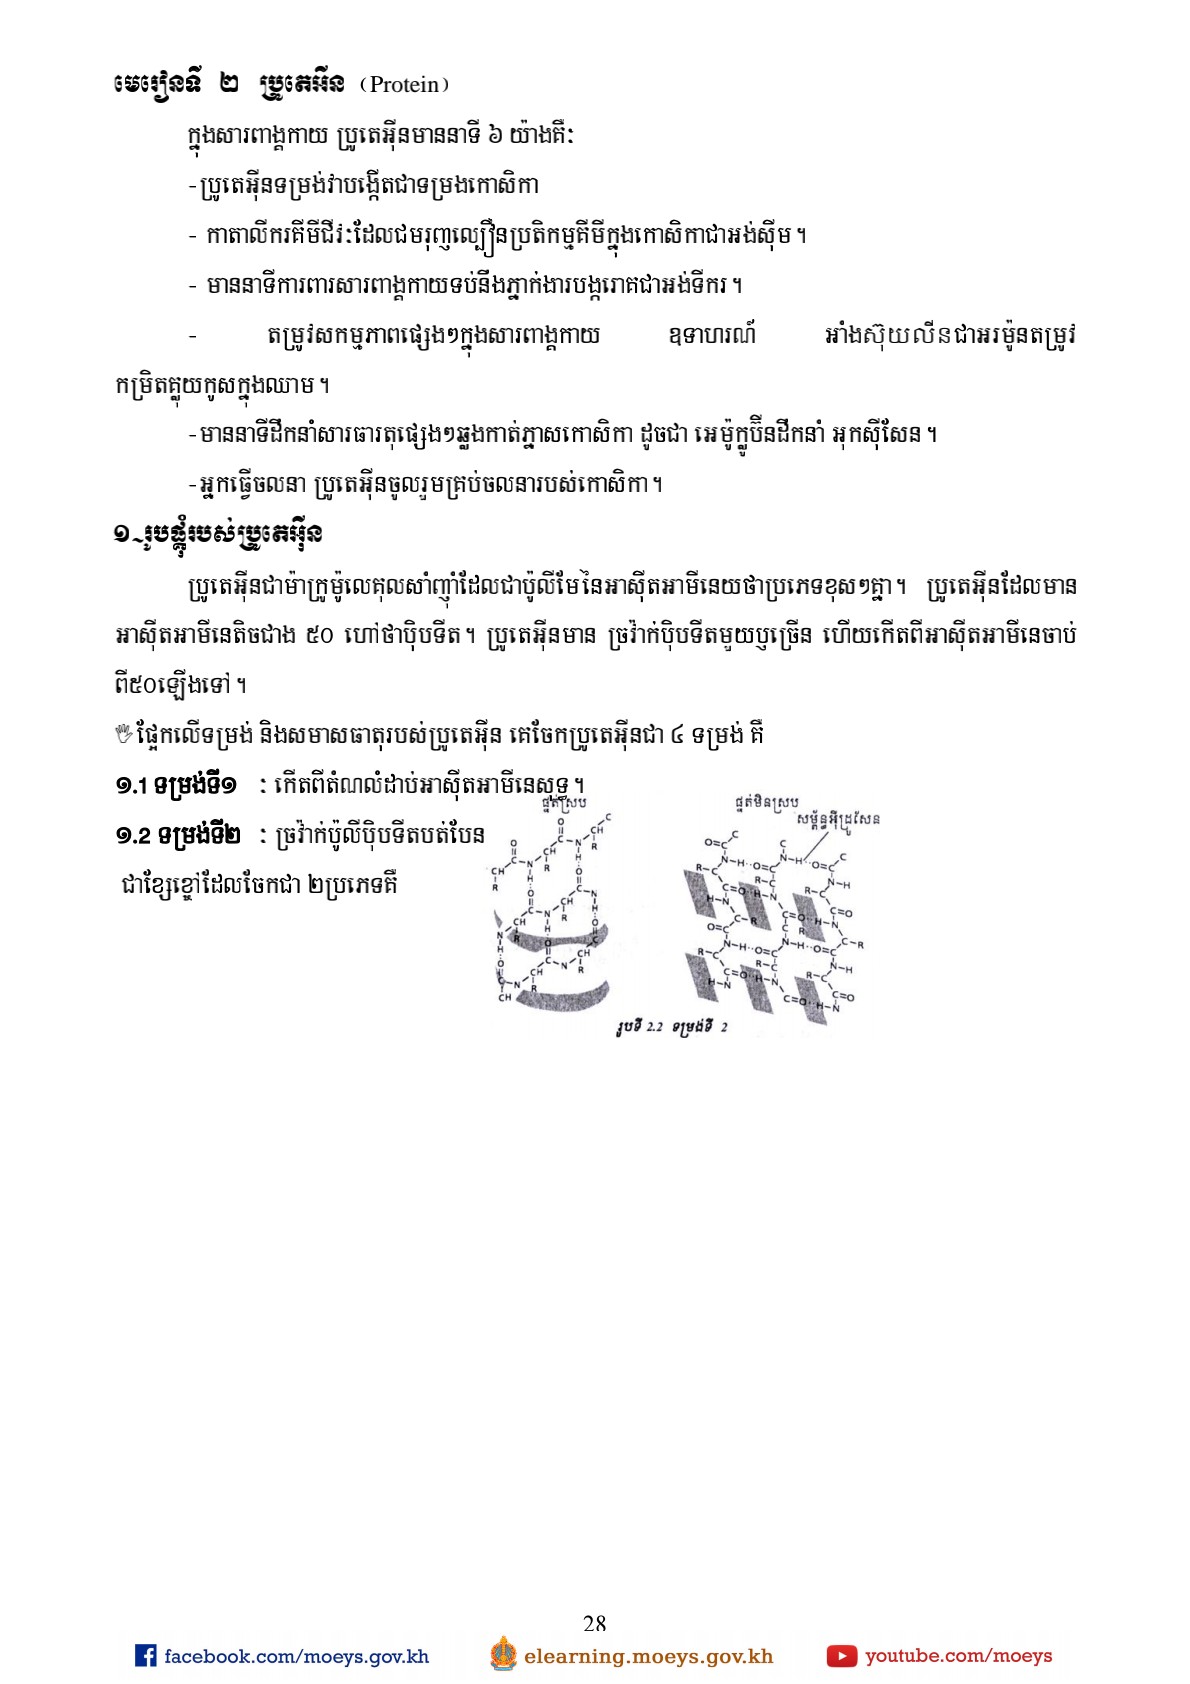 មេរៀនទី ២ ប្រូតេអ៊ីន (Protein)
ក្នុងសារពាង្គកាយ ប្រូតេអ៊ីនមាននាទី ៦ យ៉ាងគឺៈ
-ប្រូតេអ៊ីនទម្រង់វាបង្កើតជាទម្រងកោសិកា
- កាតាលីករគីមីជីវៈដែលជម្រុញល្បឿនប្រតិកម្មគីមីក្នុងកោសិកាជាអង់ស៊ីម។
- មាននាទីការពារសារពាង្គកាយទប់នឹងភ្នាក់ងារបង្ករោគជាអង់ទីករ។
- តម្រូវសកម្មភាពផ្សេងៗក្នុងសារពាង្គកាយ ឧទាហរណ៍ អាំងស៊ុយលីនជាអរម៉ូនតម្រូវ
កម្រិតគ្លុយកូសក្នុងឈាម។
-មាននាទីដឹកនាំសារធារតុផ្សេងៗឆ្លងកាត់ភ្នាសកោសិកា ដូចជា អេម៉ូក្លូប៊ីនដឹកនាំ អុកស៊ីសែន។
-អ្នកធ្វើចលនា ប្រូតេអ៊ីនចូលរួមគ្រប់ចលនារបស់កោសិកា។
១~រូបផ្គុំរបស់ប្រូតេអ៊ីន
ប្រូតេអ៊ីនជាម៉ាក្រូម៉ូលេគុលសាំញ៉ាំដែលជាប៉ូលីមែនៃអាស៊ីតអាមីនេយថាប្រភេទខុសៗគ្នា។ ប្រូតេអ៊ីនដែលមាន
អាស៊ីតអាមីនេតិចជាង ៥០ ហៅថាប៉ិបទីត។ ប្រូតេអ៊ីនមាន ច្រវ៉ាក់ប៉ិបទីតមួយឬច្រើន ហើយកើតពីអាស៊ីតអាមីនេចាប់
ពី៥០ឡើងទៅ។
ផ្អែកលើទម្រង់ និងសមាសធាតុរបស់ប្រូតេអ៊ីន គេចែកប្រូតេអ៊ីនជា ៤ ទម្រង់ គឺ
១.1 ទម្រង់ទី១ : កើតពីតំណលំដាប់អាស៊ីតអាមីនេសុទ្ធ។
ផ្នត់ស្រប ផ្នត់មិនស្រប
សម្ព័ន្ធអ៊ីដ្រូសែន
១.2 ទម្រង់ទី២ : ច្រវ៉ាក់ប៉ូលីប៉ិបទីតបត់បែន
ជាខ្សែខ្ចៅដែលចែកជា ២ប្រភេទគឺ
រូបទី 2.2 ទម្រង់ទី 2
28
facebook.com/moeys.gov.kh elearning.moeys.gov.kh youtube.com/moeys